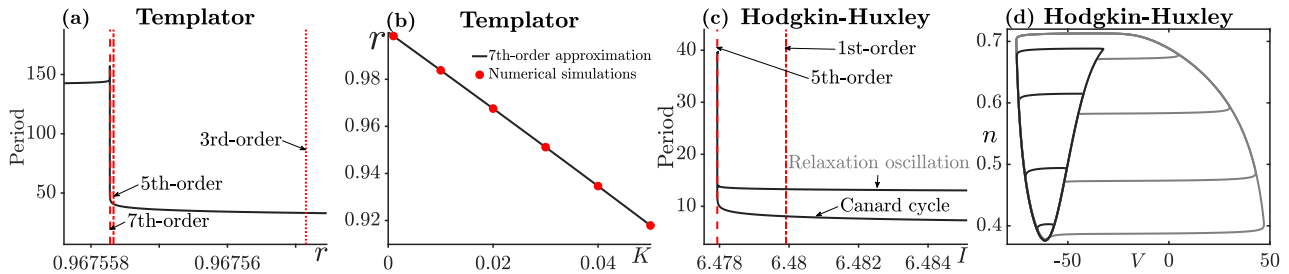 (a) Templator
Period
150
100
50
3rd-order
5th-order
7th-order
0.967558
0.96756
r
(b) Templator
r
0.98
0.96
0.94
0.92
7th-order approximation
Numerical simulations
0
0.02
0.04
K
(c) Hodgkin-Huxley
Period
40
30
20
10
1st-order
5th-order
Relaxation oscillation
Canard cycle
6.478
6.48
6.482
6.484
I
(d) Hodgkin-Huxley
0.7
0.6
n
0.5
0.4
-50
V
0
50